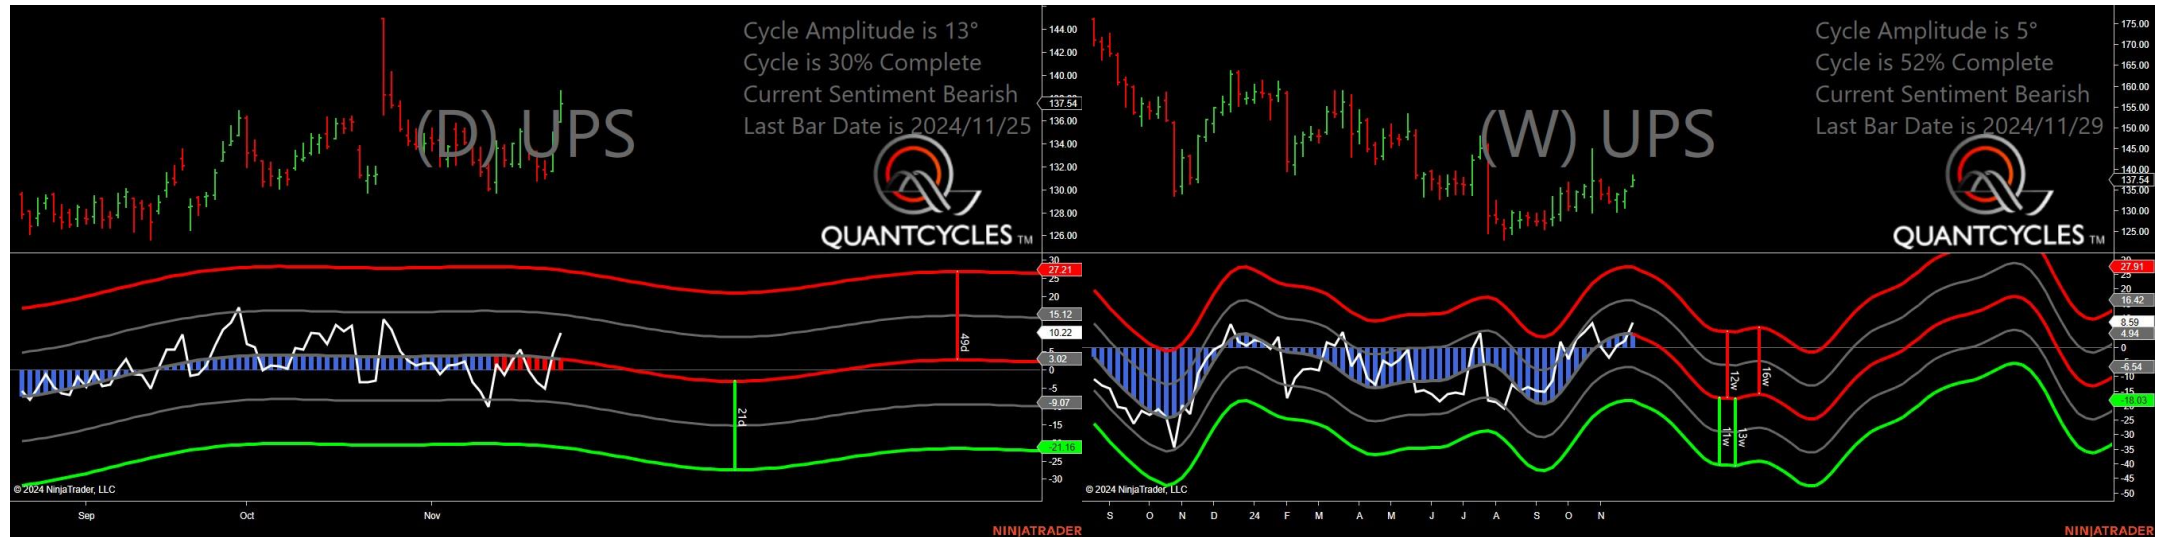 Cycle Amplitude is 13°
Cycle is 30% Complete
Current Sentiment Bearish
Last Bar Date is 2024/11/25
(D) UPS
QUANTCYCLES TM
144.00
142.00
140.00
137.54
136.00
134.00
132.00
130.00
128.00
126.00
30
27.21
25
20
15.12
10.22
5
3.02
0
-5
-9.07
-15
-21.16
-25
-30
49d
21d
© 2024 NinjaTrader, LLC
Sep Oct Nov
NINJATRADER
Cycle Amplitude is 5°
Cycle is 52% Complete
Current Sentiment Bearish
Last Bar Date is 2024/11/29
(W) UPS
QUANTCYCLES TM
175.00
170.00
165.00
160.00
155.00
150.00
145.00
140.00
137.54
135.00
130.00
125.00
27.91
25
20
16.42
8.59
4.94
0
-6.54
-10
-15
-18.03
-25
-30
-35
-40
-45
-50
12w
16w
11w
13w
© 2024 NinjaTrader, LLC
S O N D 24 F M A M J J A S O N
NINJATRADER